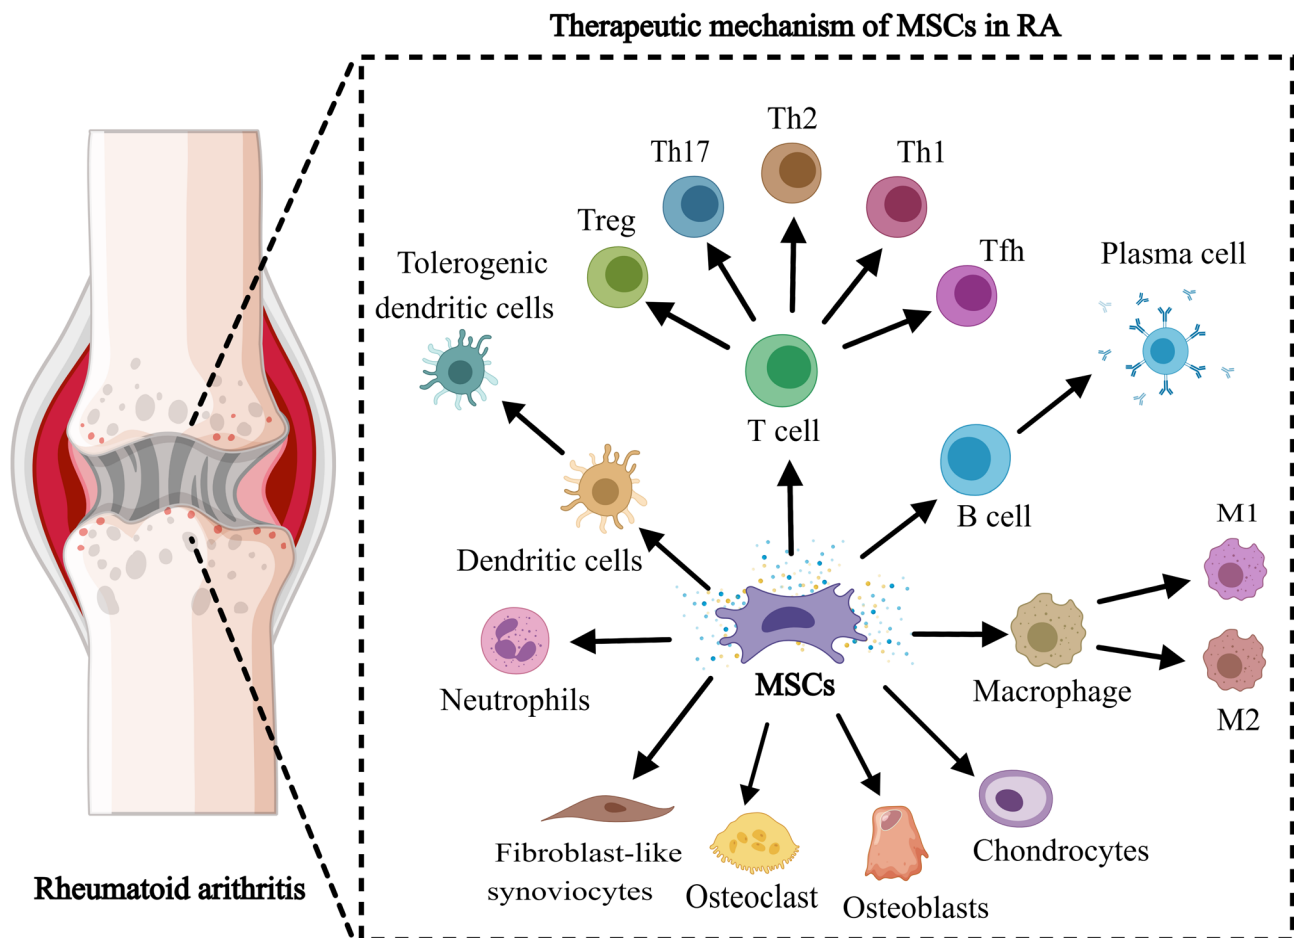 Therapeutic mechanism of MSCs in RA
Th2
Th17
Th1
Treg
Tfh
Tolerogenic
dendritic cells
Plasma cell
T cell
B cell
M1
Dendritic cells
MSCs
Neutrophils
Macrophage
M2
Fibroblast-like
synoviocytes
Osteoclast
Osteoblasts
Chondrocytes
Rheumatoid arithritis